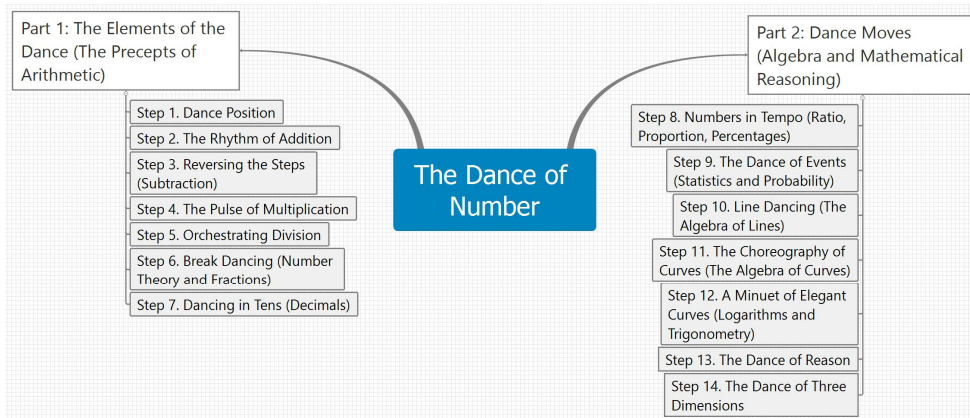 Part 1: The Elements of the
Dance (The Precepts of
Arithmetic)
Step 1. Dance Position
Step 2. The Rhythm of Addition
Step 3. Reversing the Steps
(Subtraction)
Step 4. The Pulse of Multiplication
Step 5. Orchestrating Division
Step 6. Break Dancing (Number
Theory and Fractions)
Step 7. Dancing in Tens (Decimals)
The Dance of
Number
Part 2: Dance Moves
(Algebra and Mathematical
Reasoning)
Step 8. Numbers in Tempo (Ratio,
Proportion, Percentages)
Step 9. The Dance of Events
(Statistics and Probability)
Step 10. Line Dancing (The
Algebra of Lines)
Step 11. The Choreography of
Curves (The Algebra of Curves)
Step 12. A Minuet of Elegant
Curves (Logarithms and
Trigonometry)
Step 13. The Dance of Reason
Step 14. The Dance of Three
Dimensions